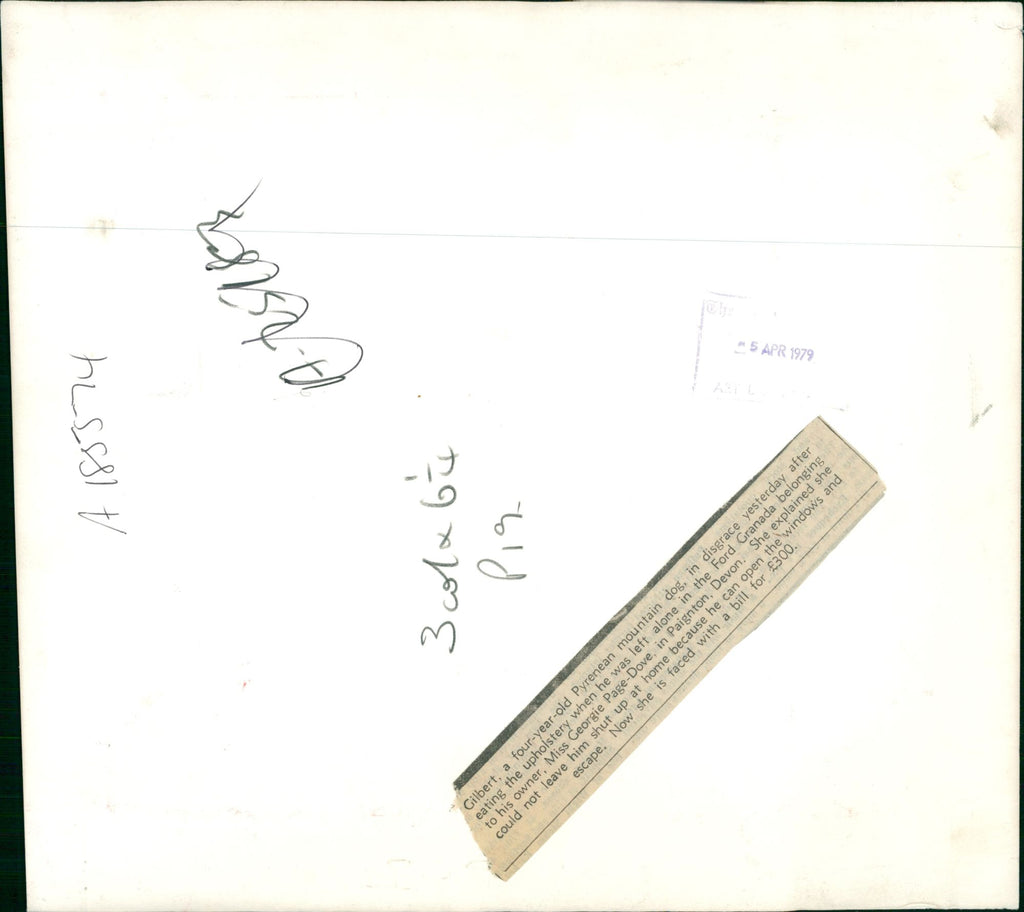 A 185574
3 col x 6¼
P 19.
5 APR 1979
Gilbert, a four-year-old Pyrenean mountain dog, in disgrace yesterday after
eating the upholstery when he was left alone in the Ford Granada belonging
to his owner, Miss Georgie Page-Dove, in Paignton, Devon. She explained she
could not leave him shut up at home because he can open the windows and
escape. Now she is faced with a bill for £300.